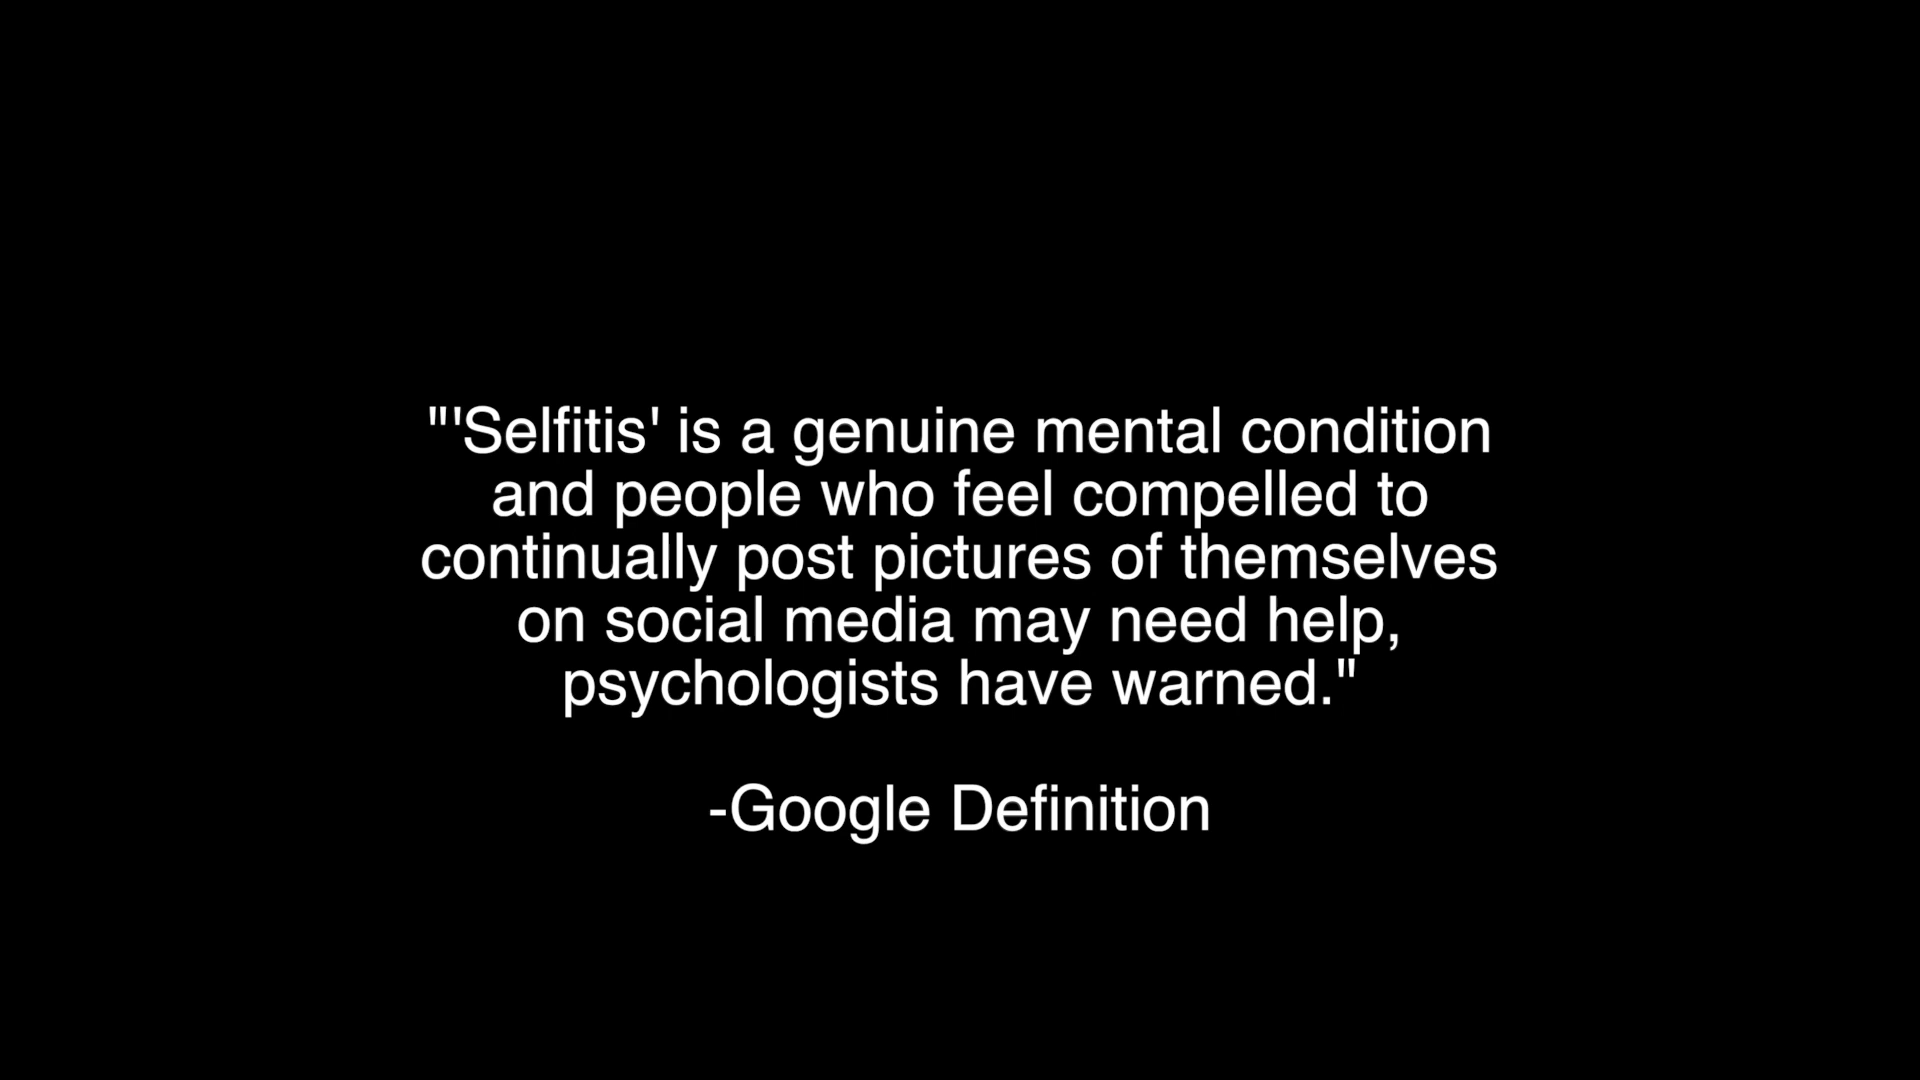 "'Selfitis' is a genuine mental condition
and people who feel compelled to
continually post pictures of themselves
on social media may need help,
psychologists have warned."
-Google Definition